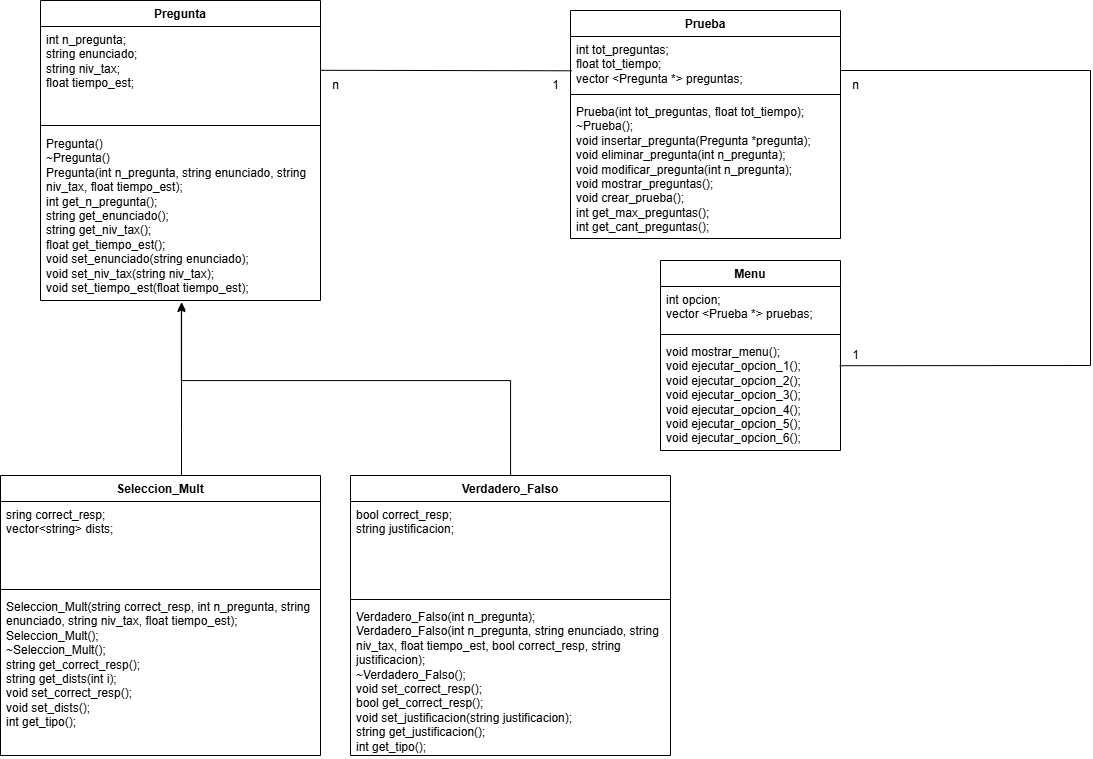 Pregunta
int n_pregunta;
string enunciado;
string niv_tax;
float tiempo_est;
Pregunta()
~Pregunta()
Pregunta(int n_pregunta, string enunciado, string
niv_tax, float tiempo_est);
int get_n_pregunta();
string get_enunciado();
string get_niv_tax();
float get_tiempo_est();
void set_enunciado(string enunciado);
void set_niv_tax(string niv_tax);
void set_tiempo_est(float tiempo_est);
n
1
Prueba
int tot_preguntas;
float tot_tiempo;
vector <Pregunta *> preguntas;
Prueba(int tot_preguntas, float tot_tiempo);
~Prueba();
void insertar_pregunta(Pregunta *pregunta);
void eliminar_pregunta(int n_pregunta);
void modificar_pregunta(int n_pregunta);
void mostrar_preguntas();
void crear_prueba();
int get_max_preguntas();
int get_cant_preguntas();
n
Menu
int opcion;
vector <Prueba *> pruebas;
void mostrar_menu();
void ejecutar_opcion_1();
void ejecutar_opcion_2();
void ejecutar_opcion_3();
void ejecutar_opcion_4();
void ejecutar_opcion_5();
void ejecutar_opcion_6();
1
Seleccion_Mult
sring correct_resp;
vector<string> dists;
Seleccion_Mult(string correct_resp, int n_pregunta, string
enunciado, string niv_tax, float tiempo_est);
Seleccion_Mult();
~Seleccion_Mult();
string get_correct_resp();
string get_dists(int i);
void set_correct_resp();
void set_dists();
int get_tipo();
Verdadero_Falso
bool correct_resp;
string justificacion;
Verdadero_Falso(int n_pregunta);
Verdadero_Falso(int n_pregunta, string enunciado, string
niv_tax, float tiempo_est, bool correct_resp, string
justificacion);
~Verdadero_Falso();
void set_correct_resp();
bool get_correct_resp();
void set_justificacion(string justificacion);
string get_justificacion();
int get_tipo();